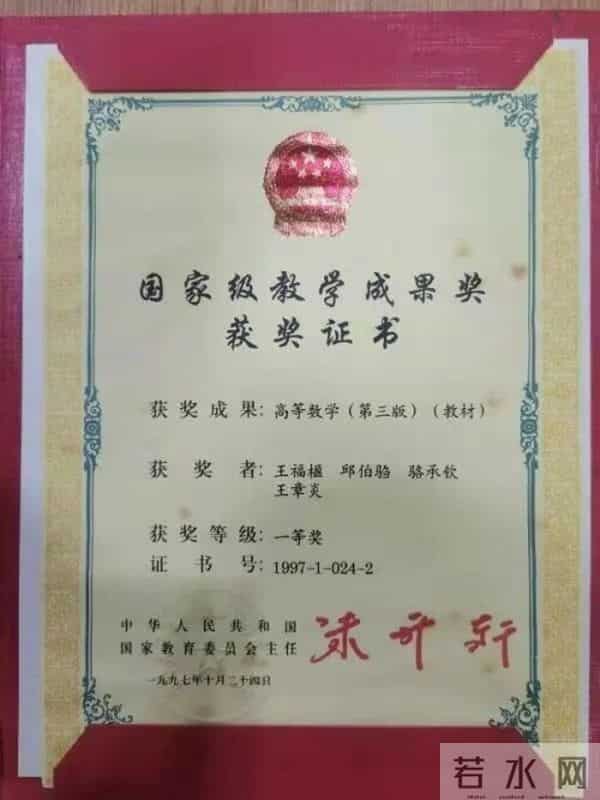 国家级教学成果奖
获奖证书
获奖成果：高等数学（第三版）（教材）
获奖者：王福楹 邱伯驺 骆承钦
王章炎
获奖等级：一等奖
证书号：1997-1-024-2
中华人民共和国
国家教育委员会主任 朱开轩
一九九七年十月二十四日
若水网